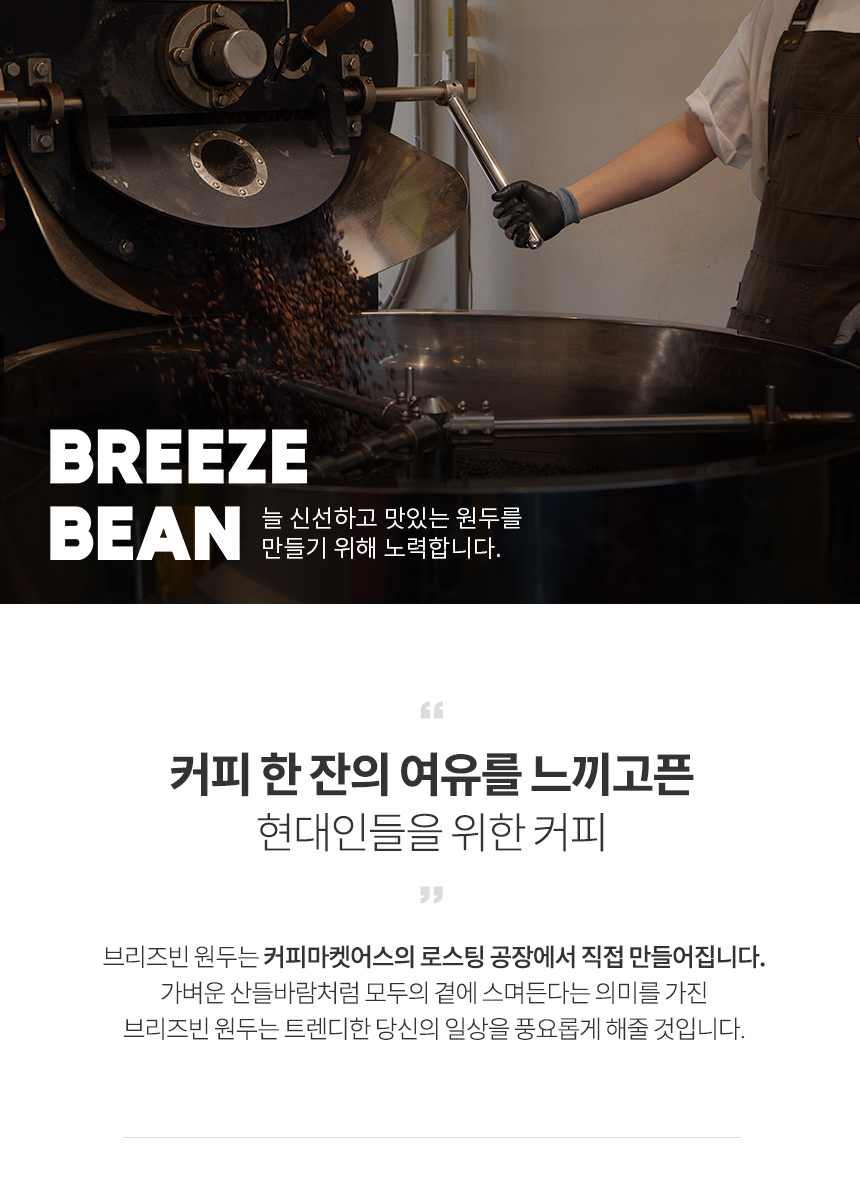 BREEZE
BEAN
늘 신선하고 맛있는 원두를
만들기 위해 노력합니다.
“
커피 한 잔의 여유를 느끼고픈
현대인들을 위한 커피
”
브리즈빈 원두는 커피마켓어스의 로스팅 공장에서 직접 만들어집니다.
가벼운 산들바람처럼 모두의 곁에 스며든다는 의미를 가진
브리즈빈 원두는 트렌디한 당신의 일상을 풍요롭게 해줄 것입니다.